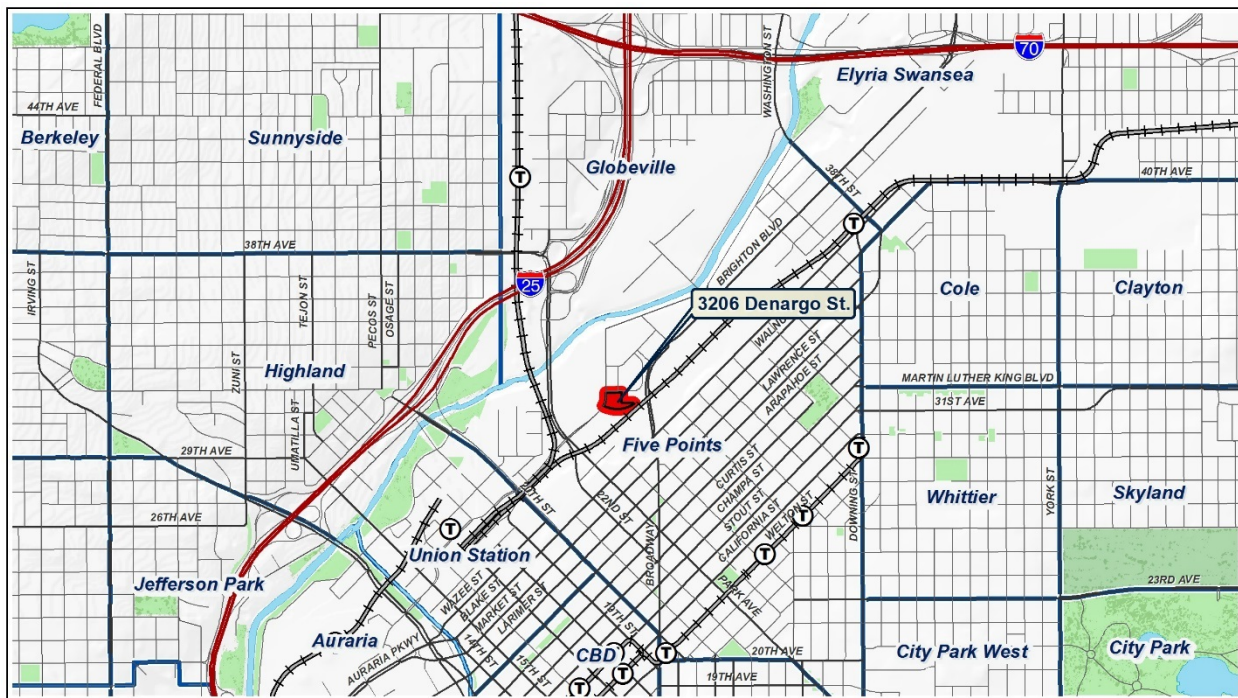 70
WASHINGTON ST
Elyria Swansea
FEDERAL BLVD
44TH AVE
Berkeley
Sunnyside
Globeville
38TH ST
40TH AVE
T
T
BRIGHTON BLVD
38TH AVE
IRVING ST
TEJON ST
PECOS ST
OSAGE ST
25
Cole
Clayton
3206 Denargo St.
ZUNI ST
Highland
LAWRENCE ST
ARAPAHOE ST
MARTIN LUTHER KING BLVD
31ST AVE
UMATILLA ST
Five Points
29TH AVE
T
CURTIS ST
CHAMPA ST
STOUT ST
CALIFORNIA ST
WELTON ST
DOWNING ST
YORK ST
Whittier
Skyland
20TH ST
22ND ST
26TH AVE
T
T
Union Station
BROADWAY
T
Jefferson Park
PARK AVE
23RD AVE
WAZEE ST
BLAKE ST
MARKET ST
LARIMER ST
Auraria
AURARIA PKWY
14TH ST
15TH ST
19TH ST
CBD
T
T
T
20TH AVE
19TH AVE
City Park West
City Park